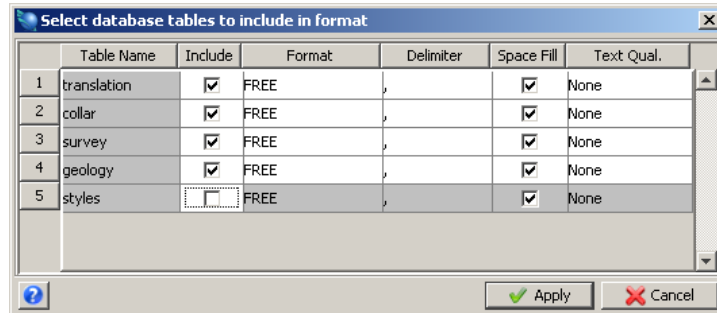 Select database tables to include in format
Table Name Include Format Delimiter Space Fill Text Qual.
1 translation FREE , None
2 collar FREE , None
3 survey FREE , None
4 geology FREE , None
5 styles FREE , None
Apply Cancel